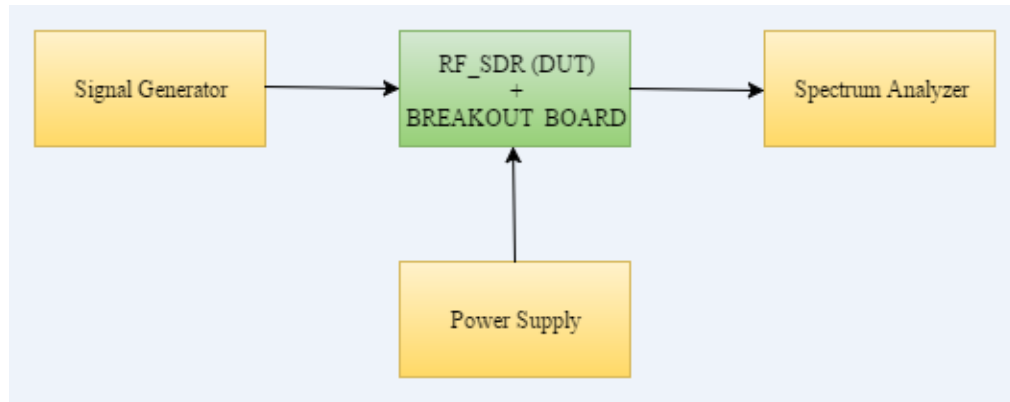 Signal Generator
RF_SDR (DUT)
+
BREAKOUT BOARD
Spectrum Analyzer
Power Supply